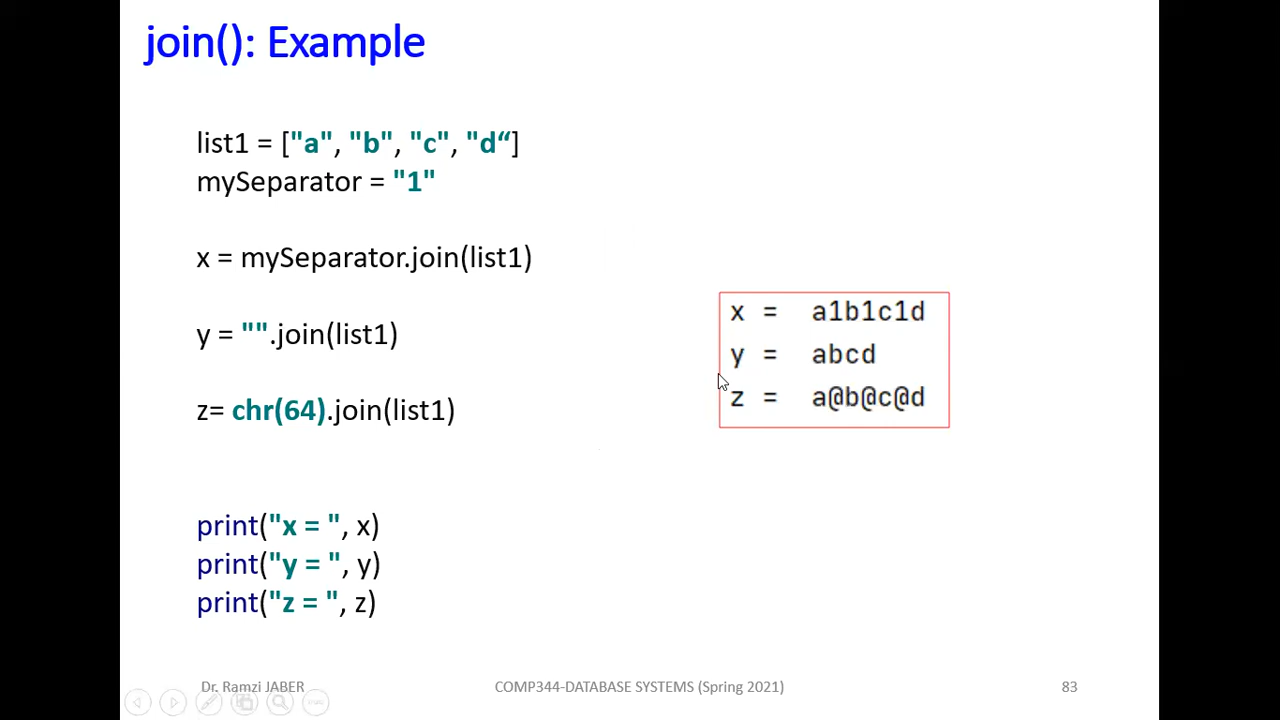 join(): Example
list1 = ["a", "b", "c", "d“]
mySeparator = "1"
x = mySeparator.join(list1)
y = "".join(list1)
z= chr(64).join(list1)
print("x = ", x)
print("y = ", y)
print("z = ", z)
x = a1b1c1d
y = abcd
z = a@b@c@d
Dr. Ramzi JABER
COMP344-DATABASE SYSTEMS (Spring 2021)
83